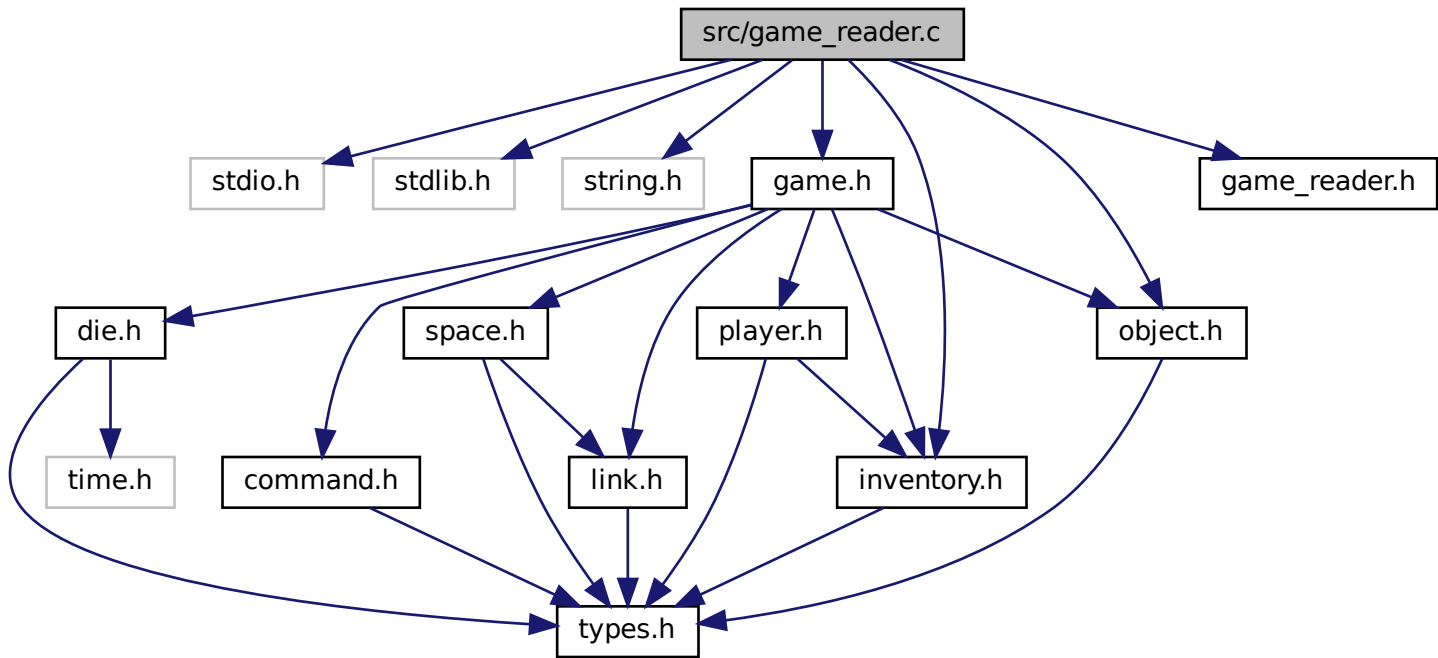 src/game_reader.c
stdio.h
stdlib.h
string.h
game.h
game_reader.h
die.h
space.h
player.h
object.h
time.h
command.h
link.h
inventory.h
types.h